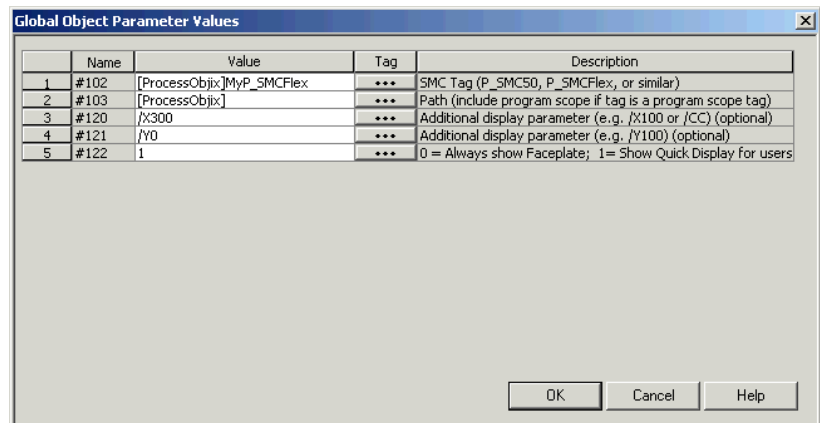 Global Object Parameter Values
Name Value Tag Description
1 #102 [ProcessObjix]MyP_SMCFlex ••• SMC Tag (P_SMC50, P_SMCFlex, or similar)
2 #103 [ProcessObjix] ••• Path (include program scope if tag is a program scope tag)
3 #120 /X300 ••• Additional display parameter (e.g. /X100 or /CC) (optional)
4 #121 /Y0 ••• Additional display parameter (e.g. /Y100) (optional)
5 #122 1 ••• 0 = Always show Faceplate; 1= Show Quick Display for users
OK Cancel Help